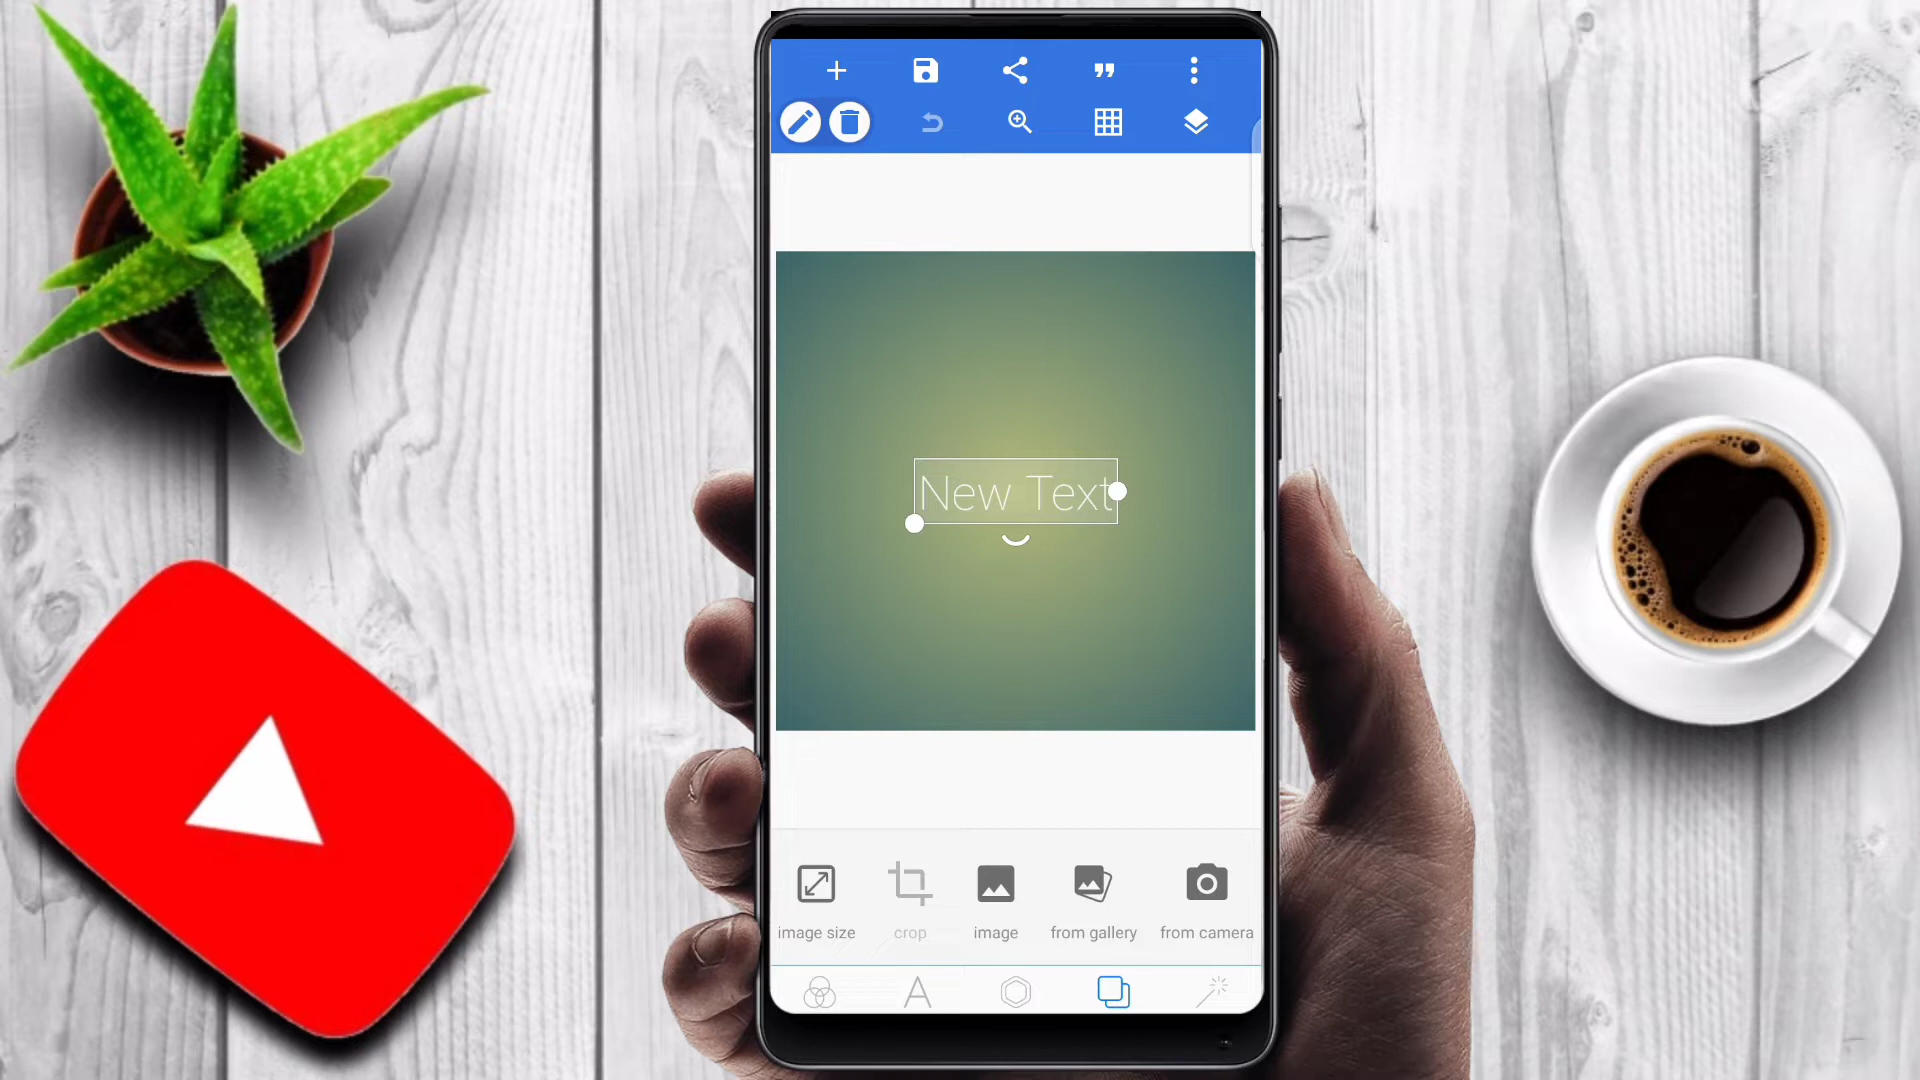 New Text
image size
crop
image
from gallery
from camera